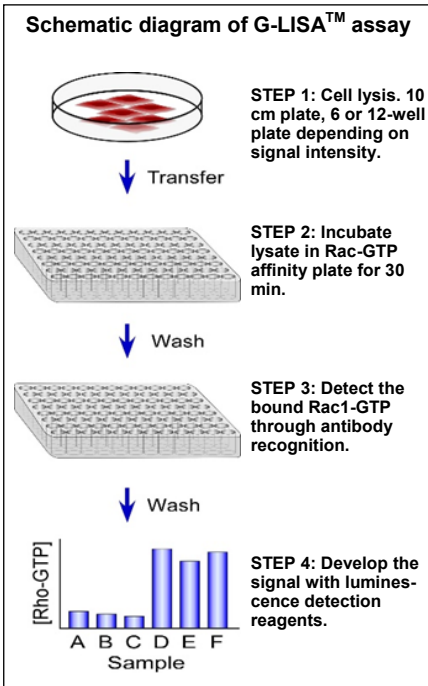 Schematic diagram of G-LISA™ assay
STEP 1: Cell lysis. 10
cm plate, 6 or 12-well
plate depending on
signal intensity.
Transfer
STEP 2: Incubate
lysate in Rac-GTP
affinity plate for 30
min.
Wash
STEP 3: Detect the
bound Rac1-GTP
through antibody
recognition.
Wash
STEP 4: Develop the
signal with lumines-
cence detection
reagents.
[Rho-GTP]
A B C D E F
Sample